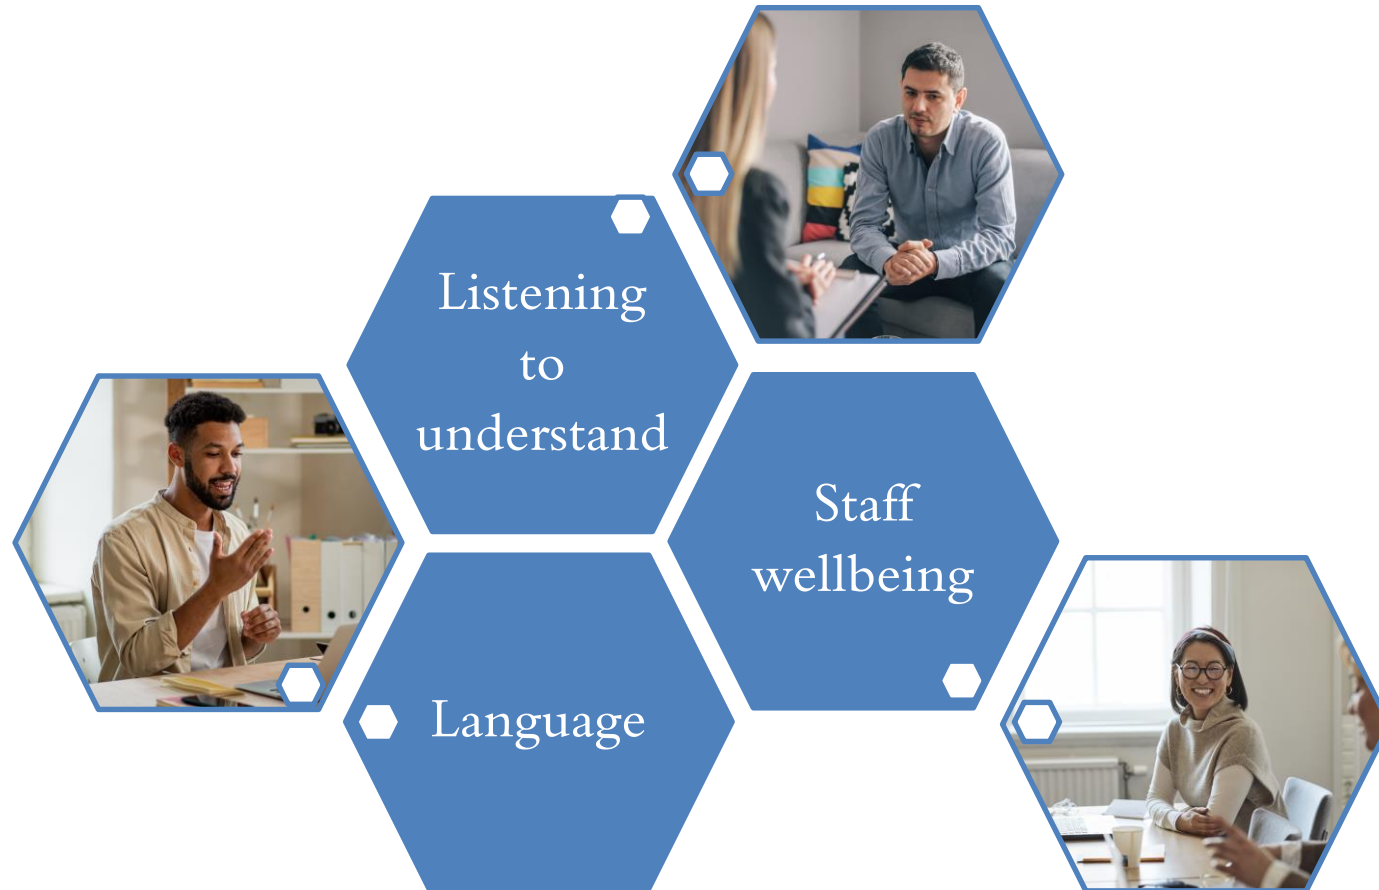 Listening
to
understand
Staff
wellbeing
Language